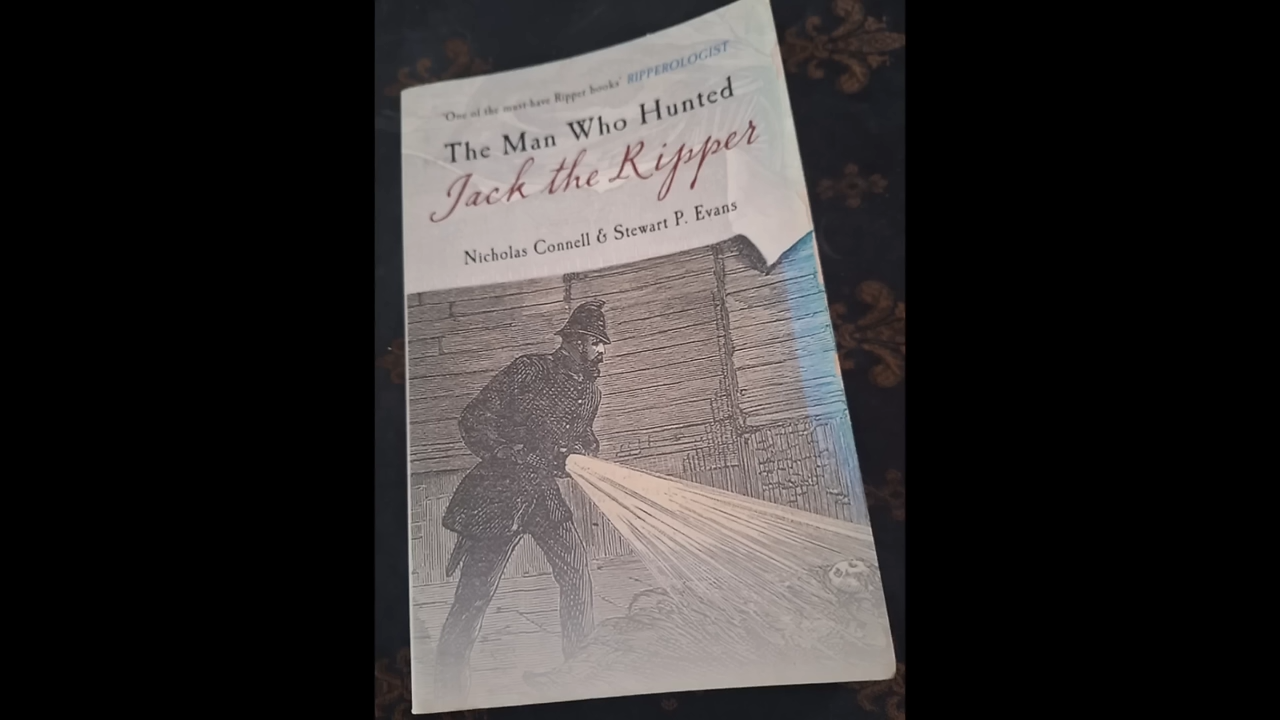 'One of the must-have Ripper books' RIPPEROLOGIST
The Man Who Hunted
Jack the Ripper
Nicholas Connell & Stewart P. Evans